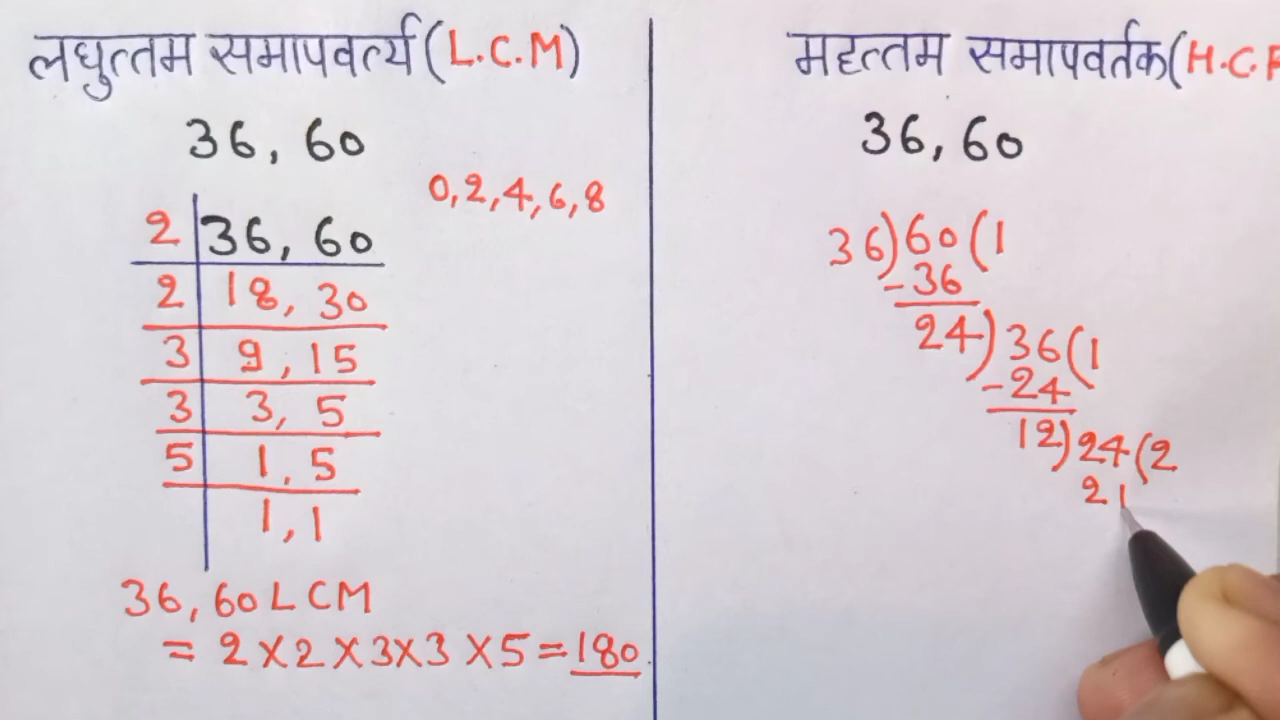 लघुत्तम समापवर्त्य (L.C.M)
36, 60
0, 2, 4, 6, 8
2 | 36, 60
2 | 18, 30
3 | 9, 15
3 | 3, 5
5 | 1, 5
1, 1
36, 60 L C M
= 2 × 2 × 3 × 3 × 5 = 180
महत्तम समापवर्तक (H.C.F
36, 60
36) 60 (1
- 36
24) 36 (1
- 24
12) 24 (2
2